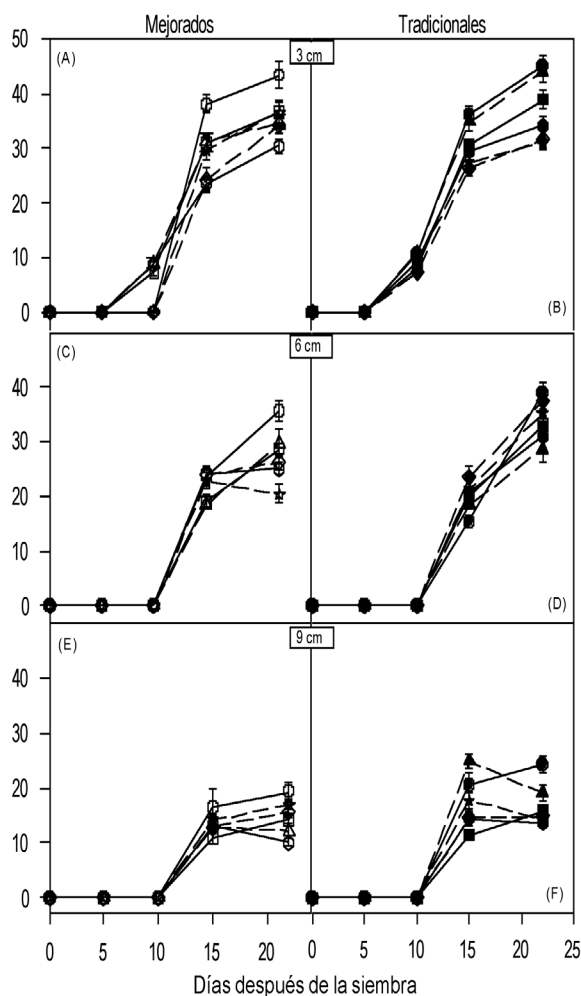 Mejorados Tradicionales
3 cm
(A)
50
40
30
20
10
0
(B)
6 cm
(C)
40
30
20
10
0
(D)
9 cm
(E)
40
30
20
10
0
(F)
0 5 10 15 20 0 5 10 15 20 25
Días después de la siembra